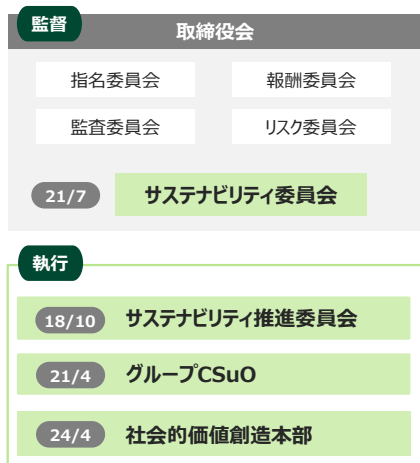 監督
取締役会
指名委員会 報酬委員会
監査委員会 リスク委員会
21/7 サステナビリティ委員会
執行
18/10 サステナビリティ推進委員会
21/4 グループCSuO
24/4 社会的価値創造本部